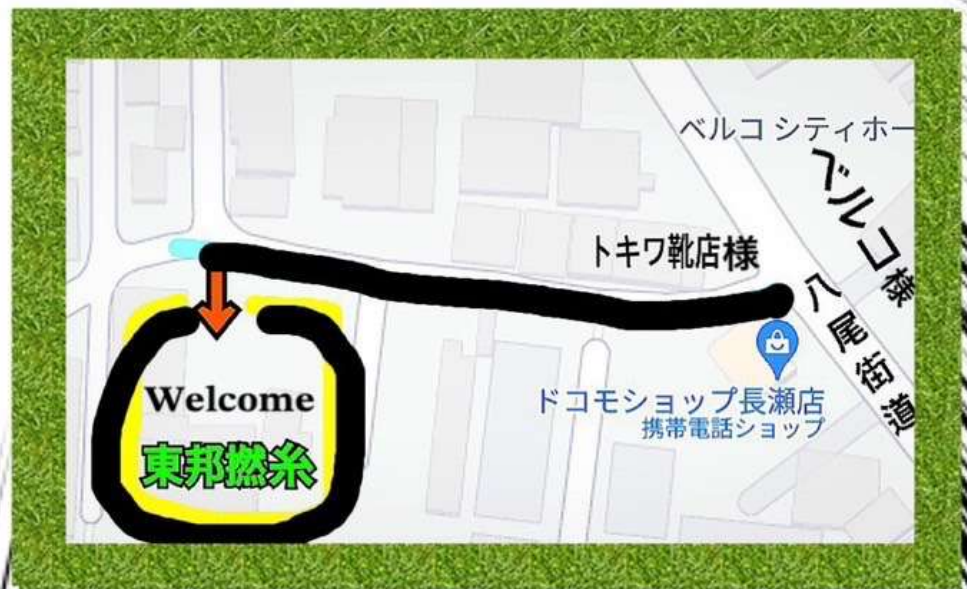 ベルコ シティホー
ベルコ様
トキワ靴店様
八尾街道
ドコモショップ長瀬店
携帯電話ショップ
Welcome
東邦撚糸